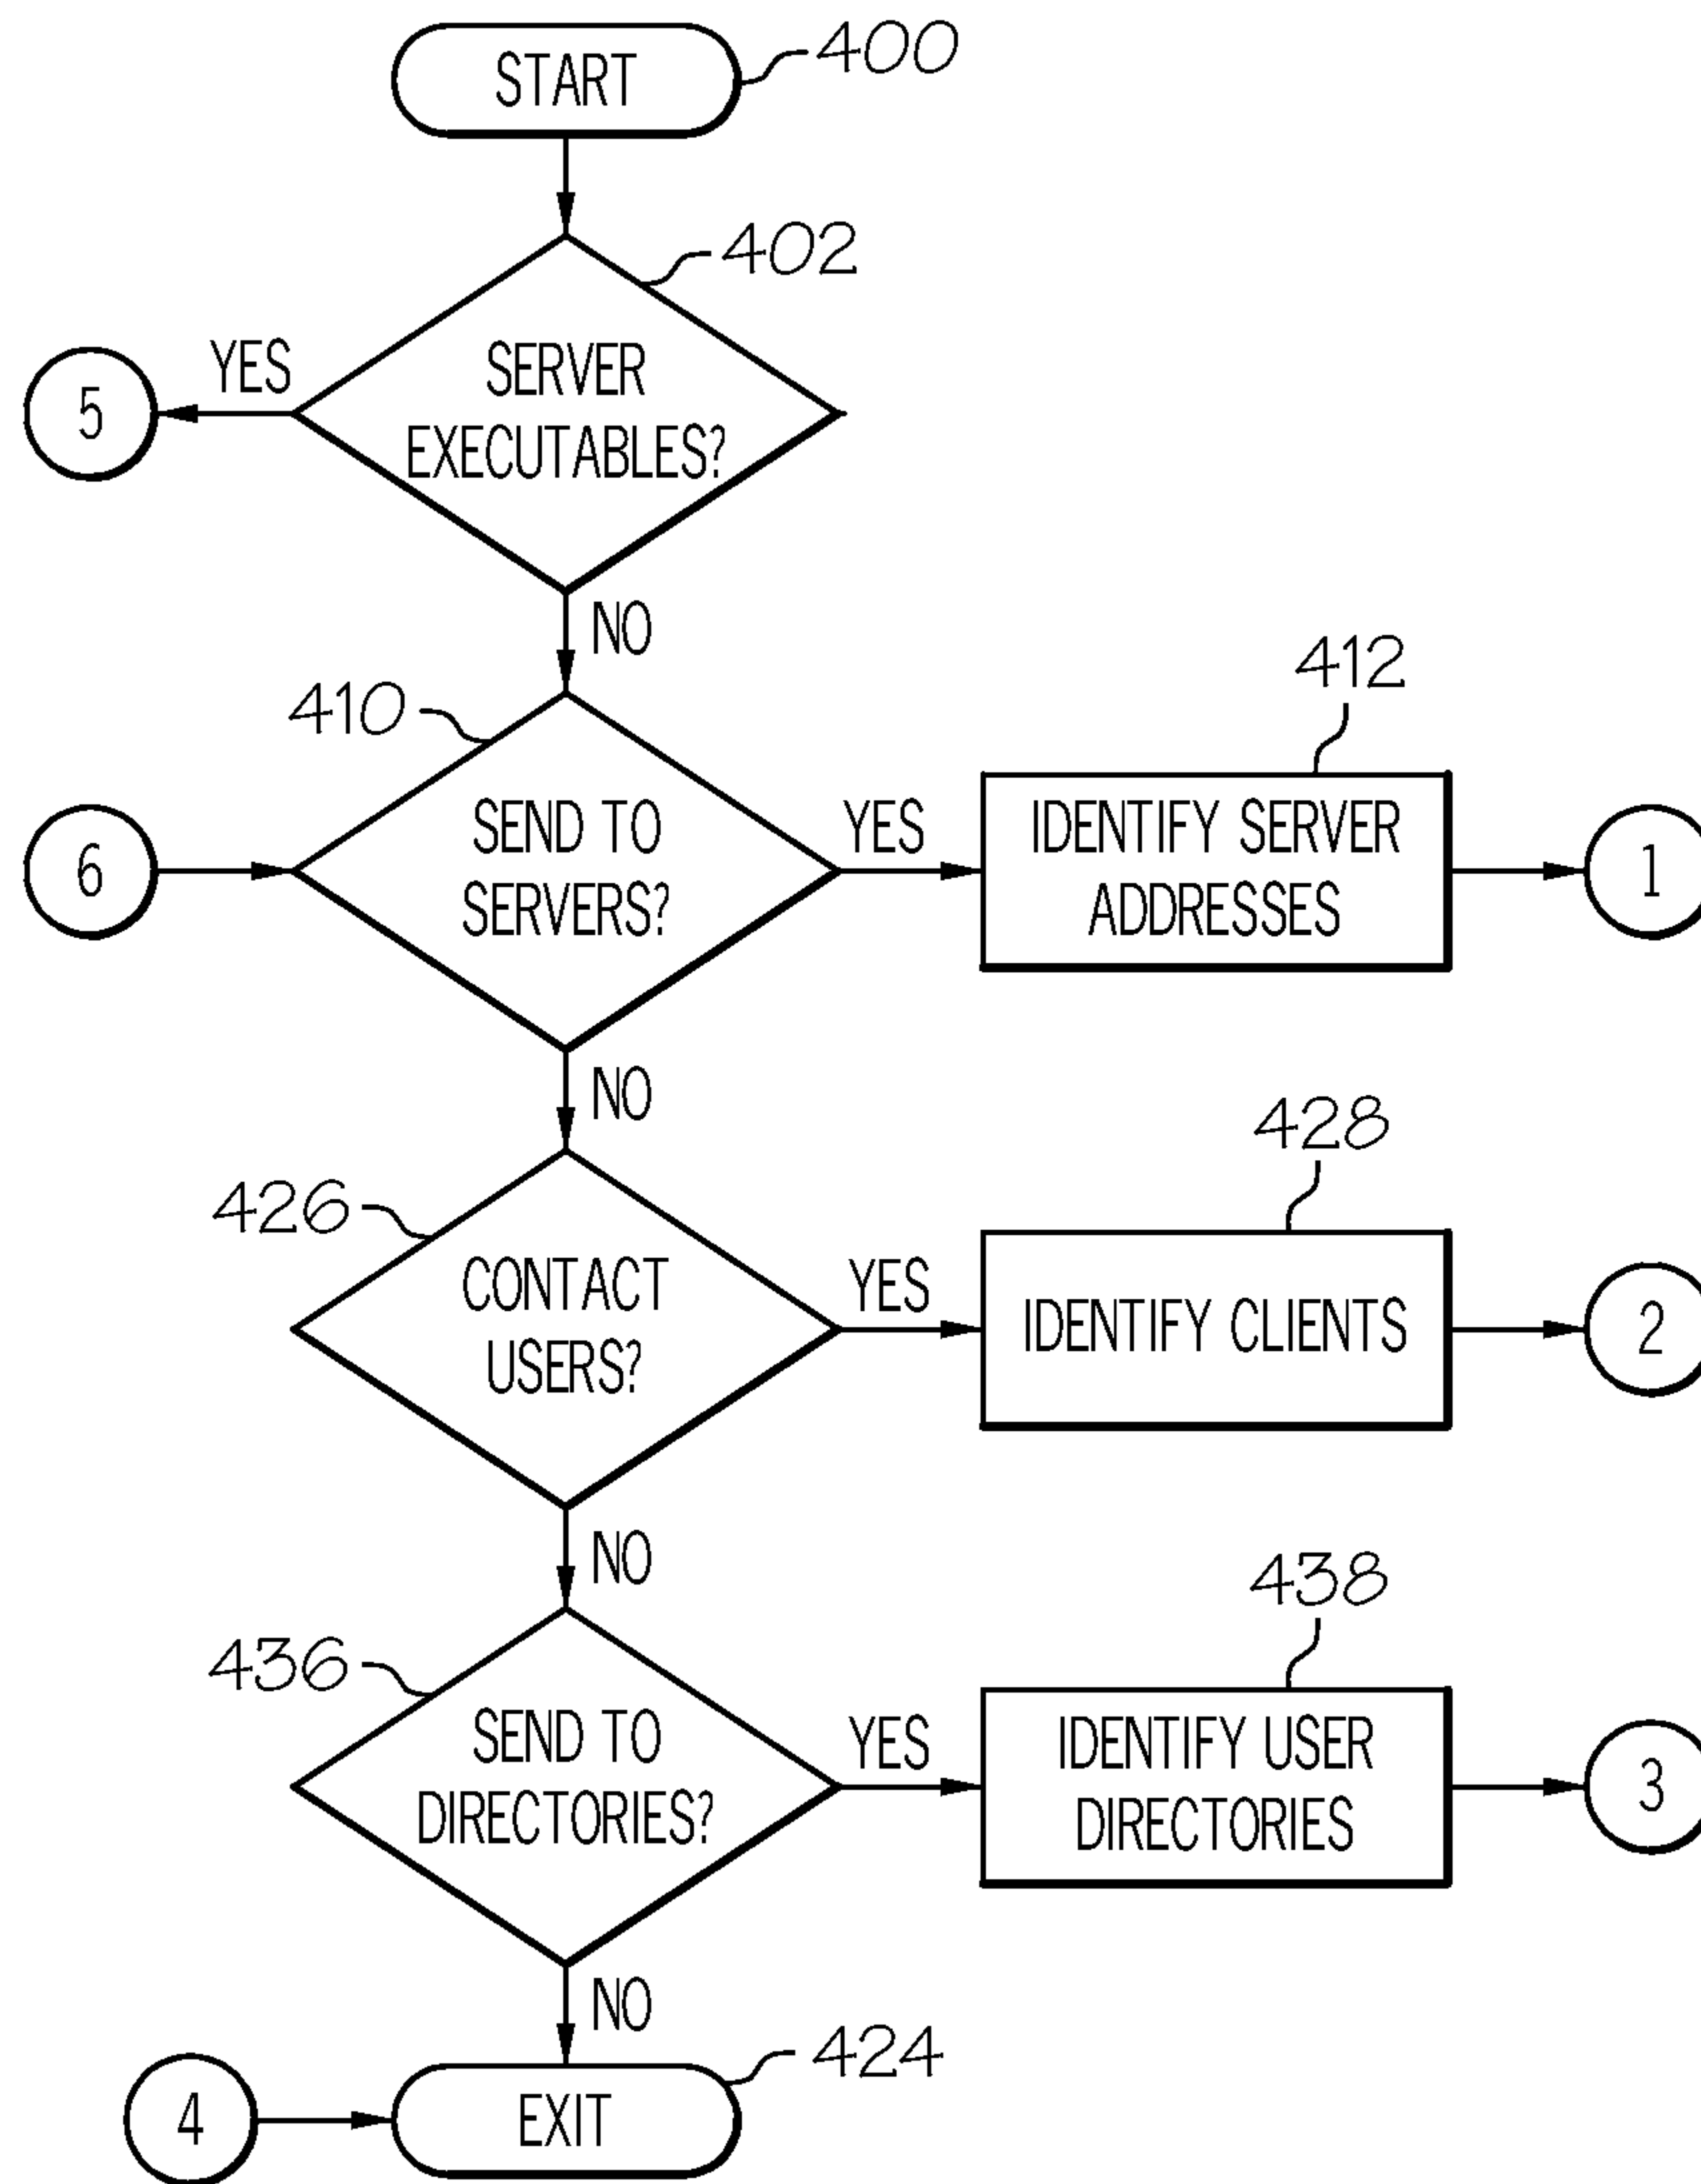 START
400
402
YES
SERVER
EXECUTABLES?
5
NO
410
412
SEND TO
SERVERS?
6
YES
IDENTIFY SERVER
ADDRESSES
1
NO
426
428
CONTACT
USERS?
YES
IDENTIFY CLIENTS
2
NO
436
438
SEND TO
DIRECTORIES?
YES
IDENTIFY USER
DIRECTORIES
3
NO
424
4
EXIT